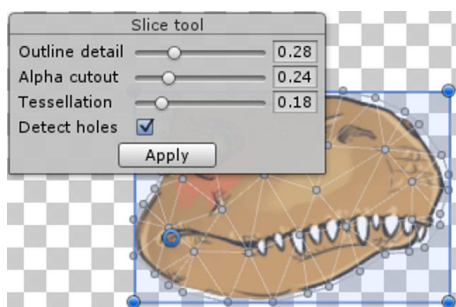 Slice tool
Outline detail 0.28
Alpha cutout 0.24
Tessellation 0.18
Detect holes
Apply